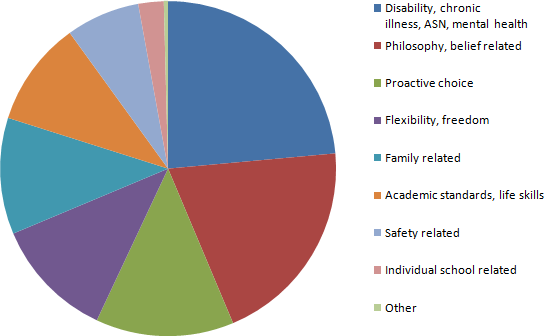 Disability, chronic
illness, ASN, mental health
Philosophy, belief related
Proactive choice
Flexibility, freedom
Family related
Academic standards, life skills
Safety related
Individual school related
Other